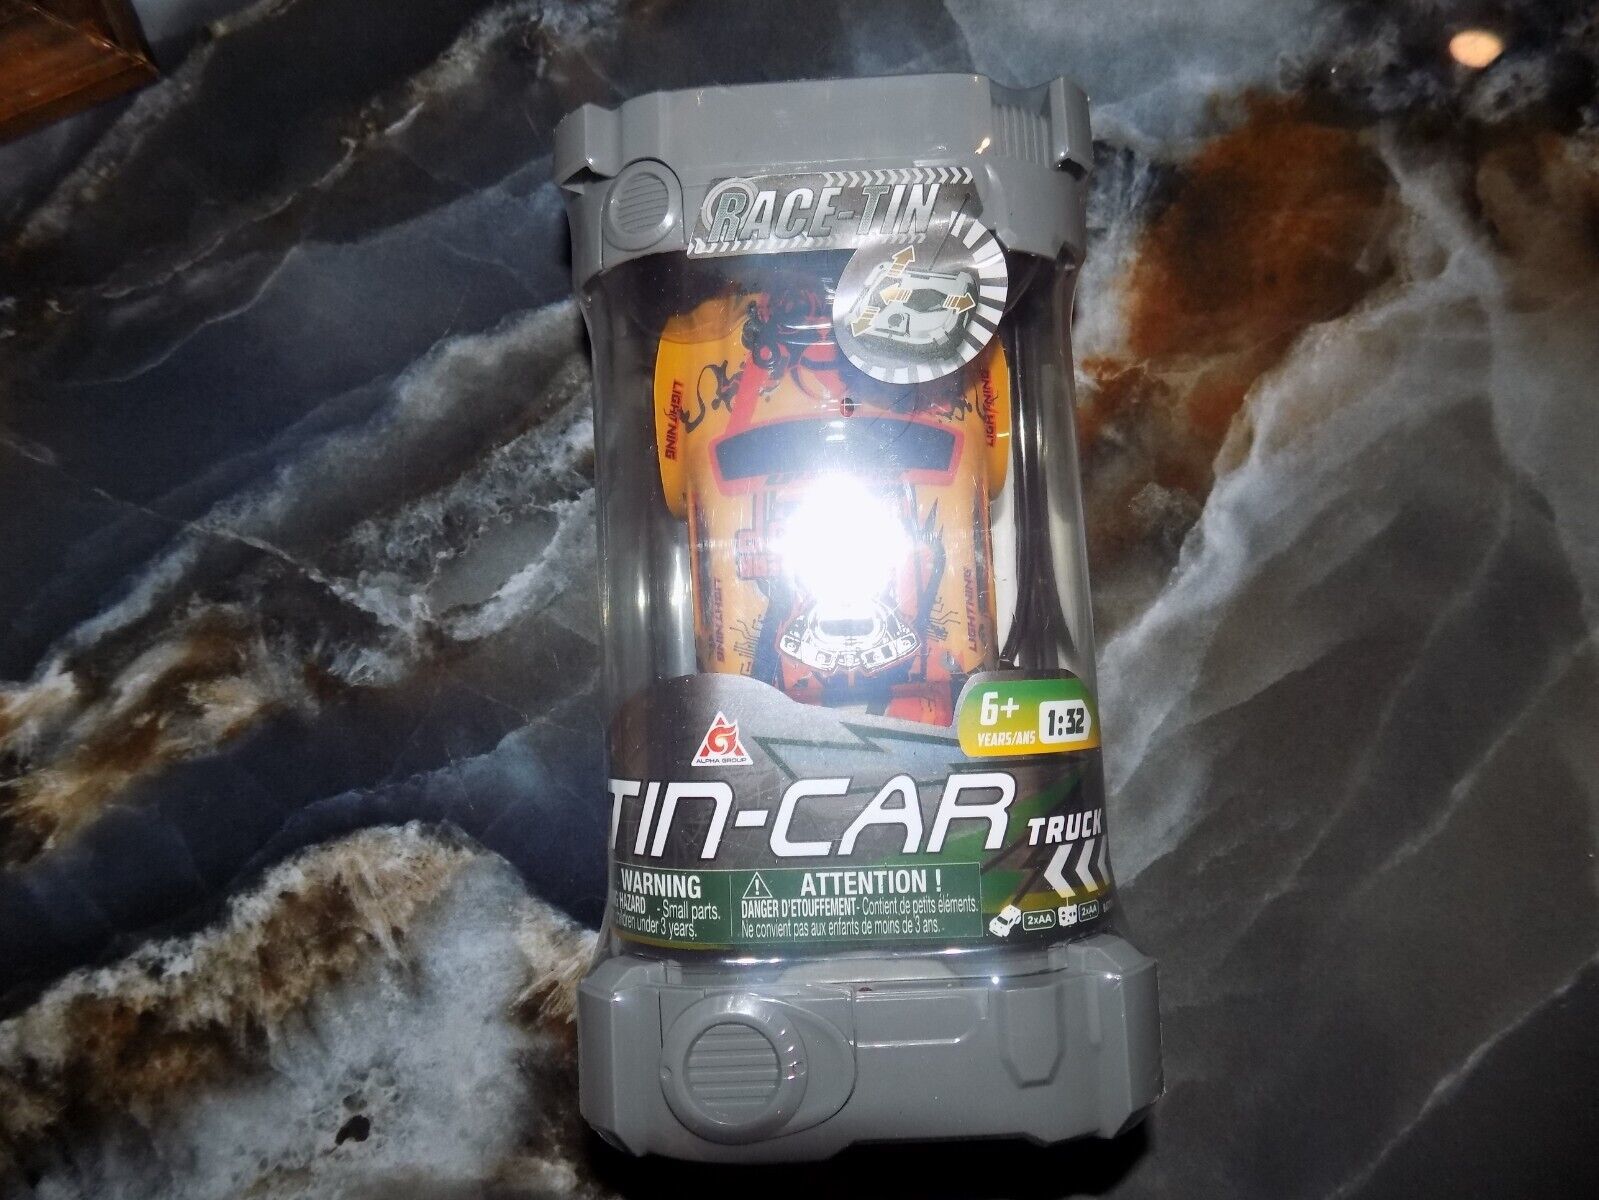 RACE-TIN
LIGHTNING
LIGHTNING
LIGHTNING
LIGHTNING
6+
YEARS/ANS
1:32
ALPHA GROUP
TIN-CAR
TRUCK
WARNING
HAZARD - Small parts.
children under 3 years.
ATTENTION !
DANGER D'ETOUFFEMENT - Contient de petits éléments.
Ne convient pas aux enfants de moins de 3 ans.
2xAA
2xAA